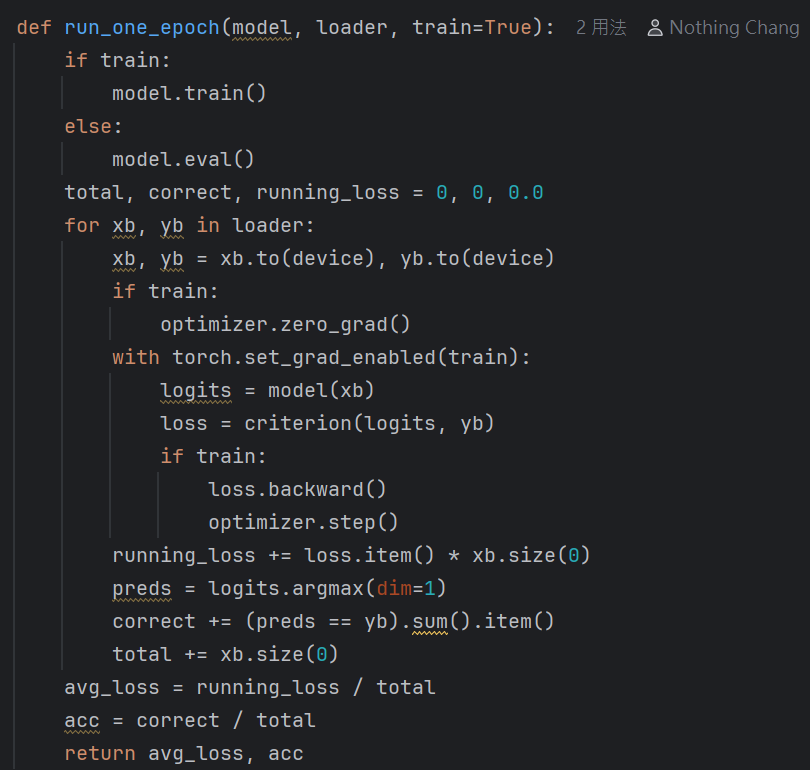 def run_one_epoch(model, loader, train=True): 2 用法 Nothing Chang
    if train:
        model.train()
    else:
        model.eval()
    total, correct, running_loss = 0, 0, 0.0
    for xb, yb in loader:
        xb, yb = xb.to(device), yb.to(device)
        if train:
            optimizer.zero_grad()
        with torch.set_grad_enabled(train):
            logits = model(xb)
            loss = criterion(logits, yb)
            if train:
                loss.backward()
                optimizer.step()
        running_loss += loss.item() * xb.size(0)
        preds = logits.argmax(dim=1)
        correct += (preds == yb).sum().item()
        total += xb.size(0)
    avg_loss = running_loss / total
    acc = correct / total
    return avg_loss, acc